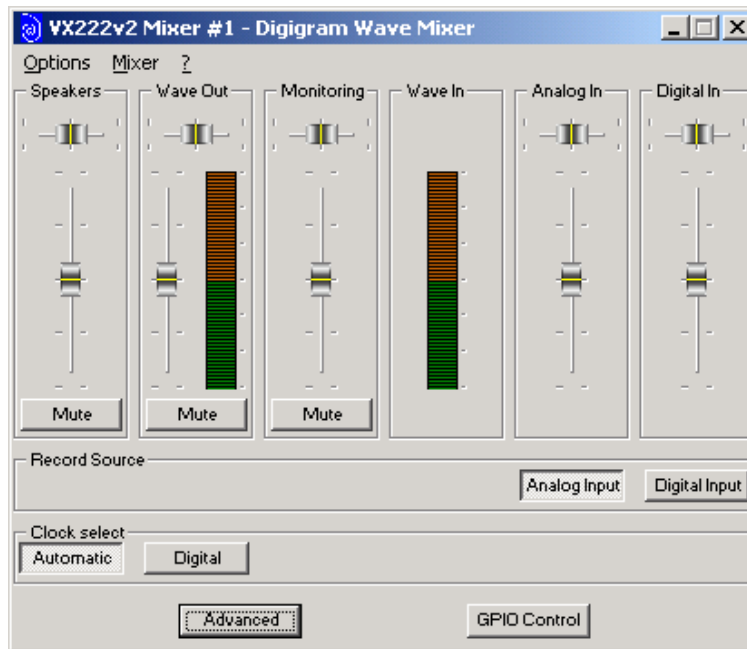 VX222v2 Mixer #1 - Digigram Wave Mixer
Options Mixer ?
Speakers Wave Out Monitoring Wave In Analog In Digital In
Mute Mute Mute
Record Source
Analog Input Digital Input
Clock select
Automatic Digital
Advanced GPIO Control